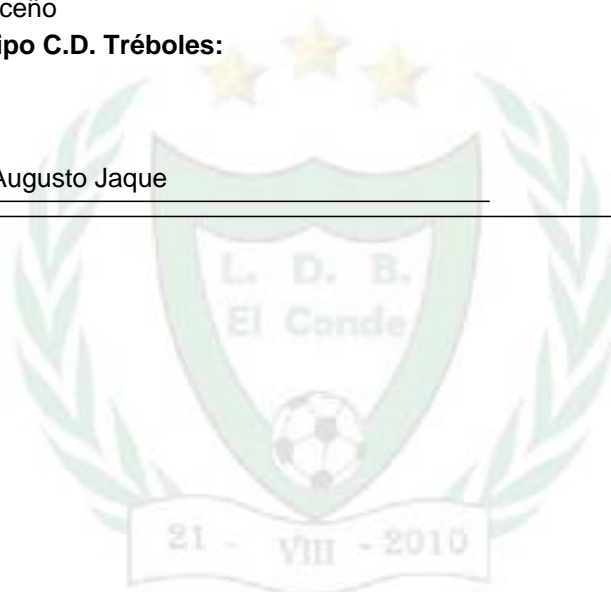 ceño
ipo C.D. Tréboles:
Augusto Jaque
L. D. B.
El Conde
21 - VIII - 2010